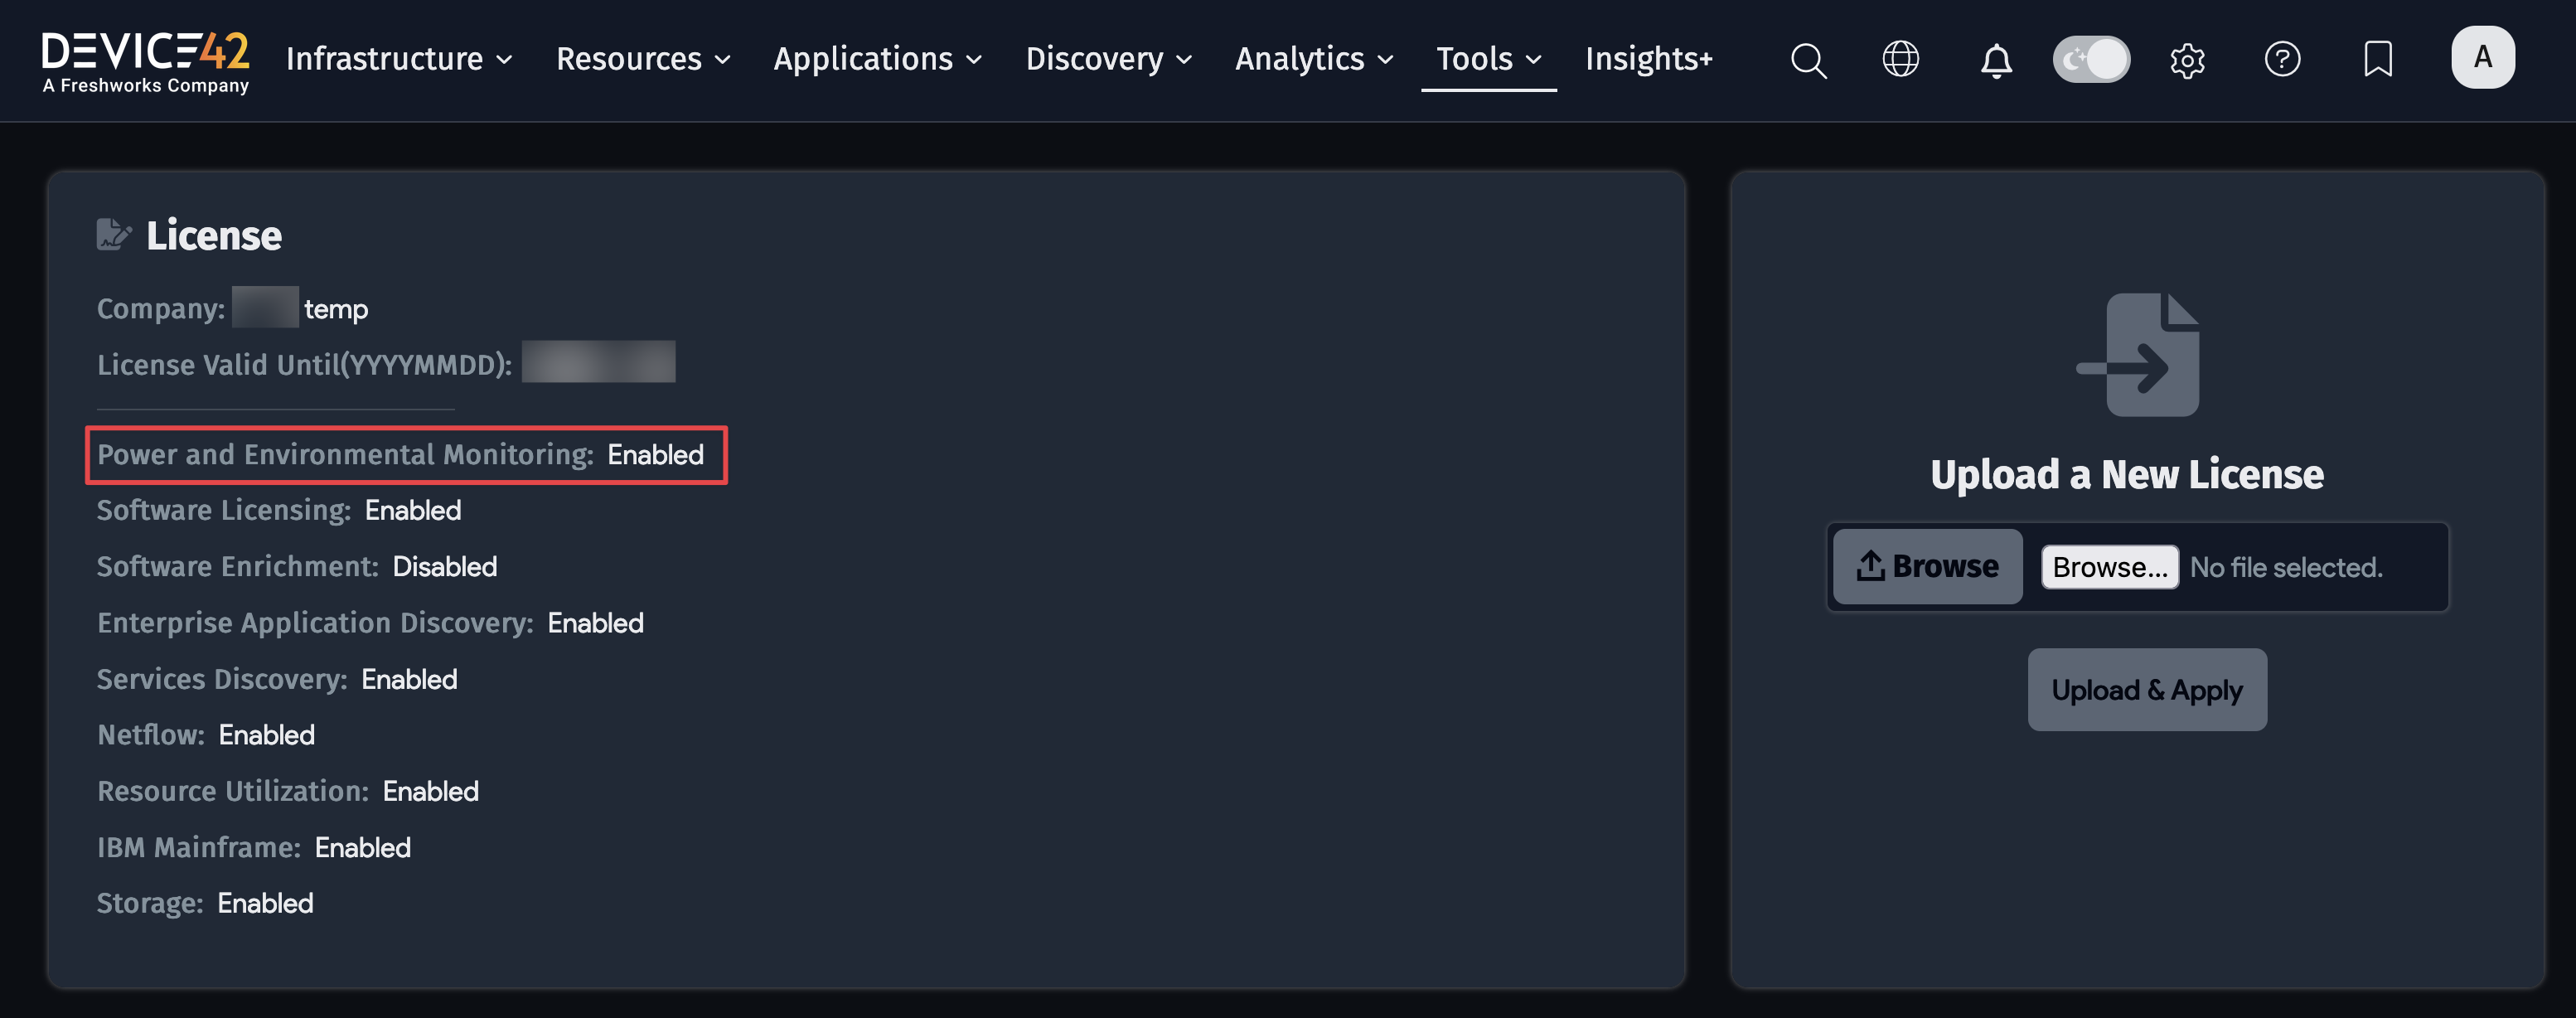 DEVICE42
A Freshworks Company
Infrastructure
Resources
Applications
Discovery
Analytics
Tools
Insights+
A
License
Company: temp
License Valid Until(YYYYMMDD):
Power and Environmental Monitoring: Enabled
Software Licensing: Enabled
Software Enrichment: Disabled
Enterprise Application Discovery: Enabled
Services Discovery: Enabled
Netflow: Enabled
Resource Utilization: Enabled
IBM Mainframe: Enabled
Storage: Enabled
Upload a New License
Browse Browse... No file selected.
Upload & Apply